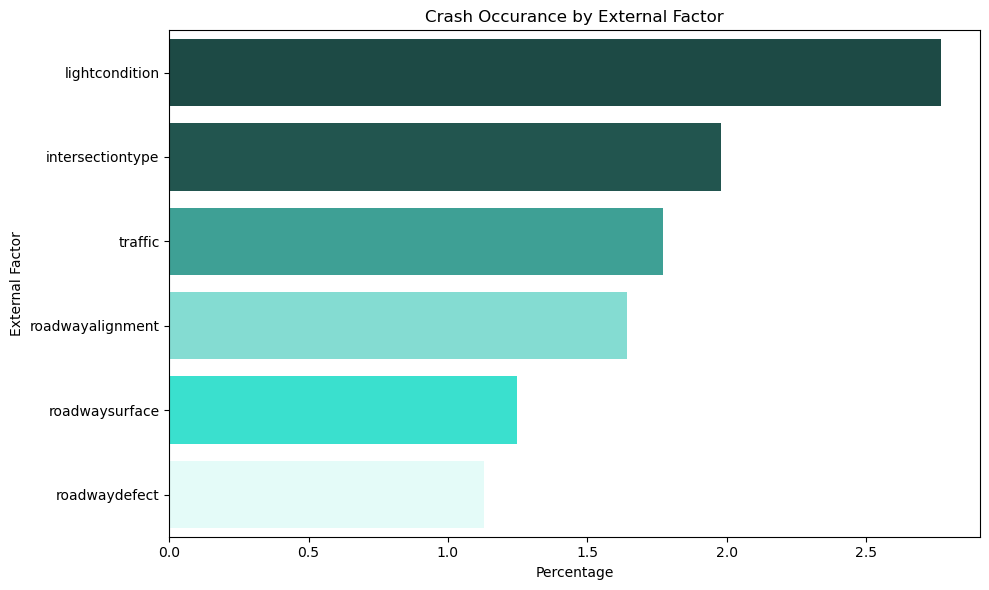 Crash Occurance by External Factor
lightcondition
intersectiontype
traffic
roadwayalignment
roadwaysurface
roadwaydefect
External Factor
0.0 0.5 1.0 1.5 2.0 2.5
Percentage